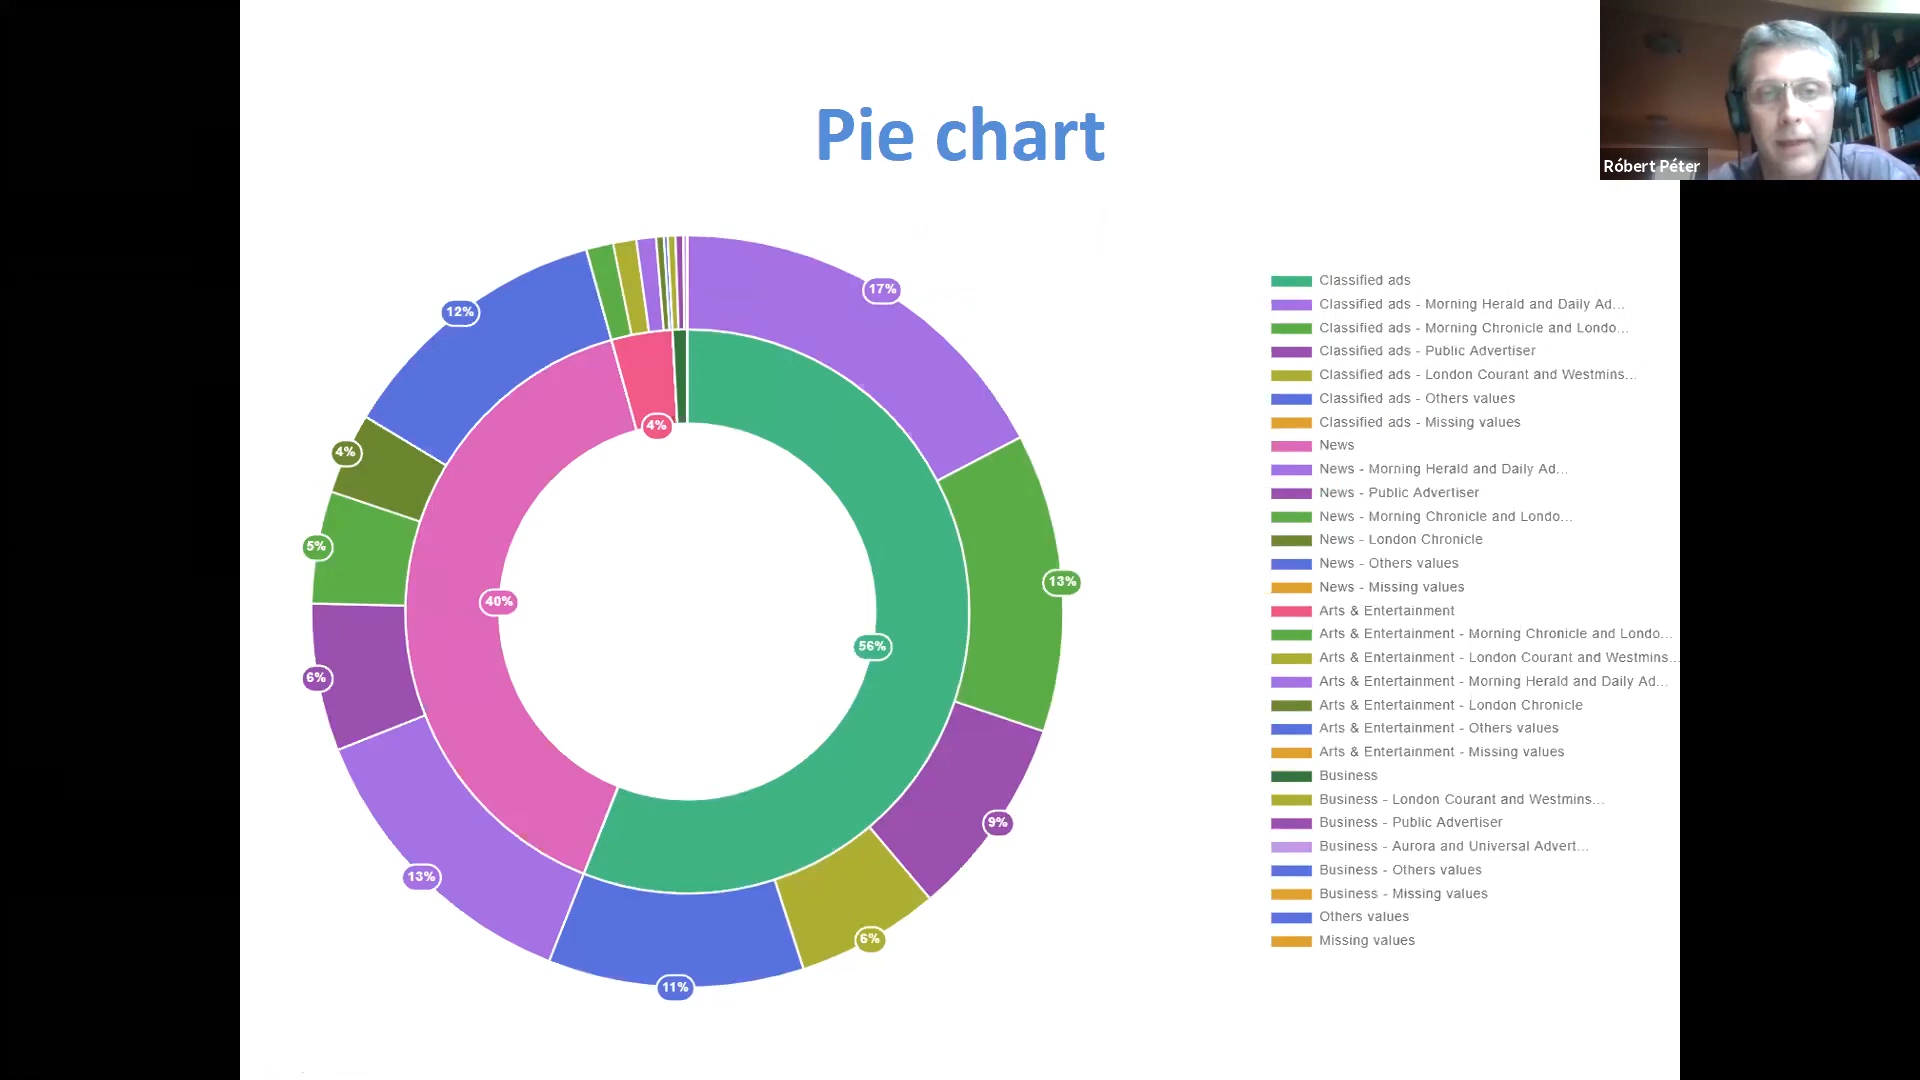 Pie chart
Róbert Péter
17%
13%
9%
6%
11%
13%
6%
5%
4%
12%
4%
40%
56%
Classified ads
Classified ads - Morning Herald and Daily Ad...
Classified ads - Morning Chronicle and Londo...
Classified ads - Public Advertiser
Classified ads - London Courant and Westmins...
Classified ads - Others values
Classified ads - Missing values
News
News - Morning Herald and Daily Ad...
News - Public Advertiser
News - Morning Chronicle and Londo...
News - London Chronicle
News - Others values
News - Missing values
Arts & Entertainment
Arts & Entertainment - Morning Chronicle and Londo...
Arts & Entertainment - London Courant and Westmins...
Arts & Entertainment - Morning Herald and Daily Ad...
Arts & Entertainment - London Chronicle
Arts & Entertainment - Others values
Arts & Entertainment - Missing values
Business
Business - London Courant and Westmins...
Business - Public Advertiser
Business - Aurora and Universal Advert...
Business - Others values
Business - Missing values
Others values
Missing values